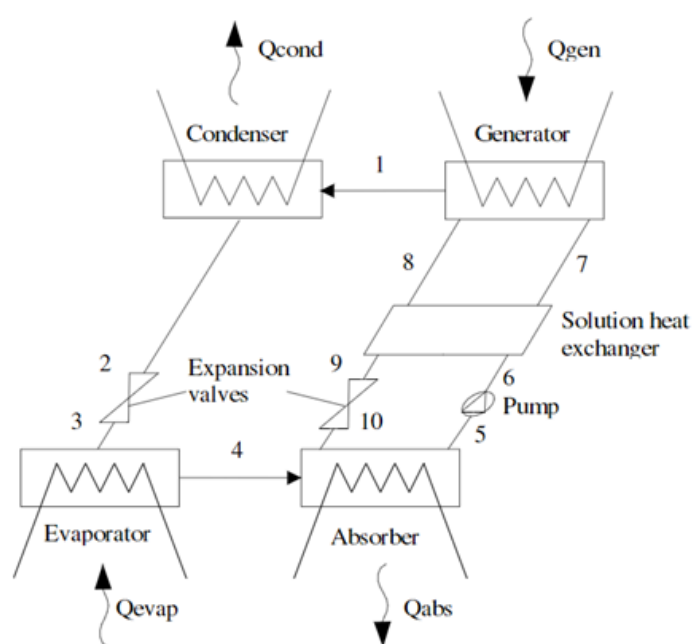 Qcond
Qgen
Condenser
Generator
1
8
7
Solution heat
exchanger
2
Expansion
valves
9
6
Pump
3
10
5
4
Evaporator
Absorber
Qevap
Qabs